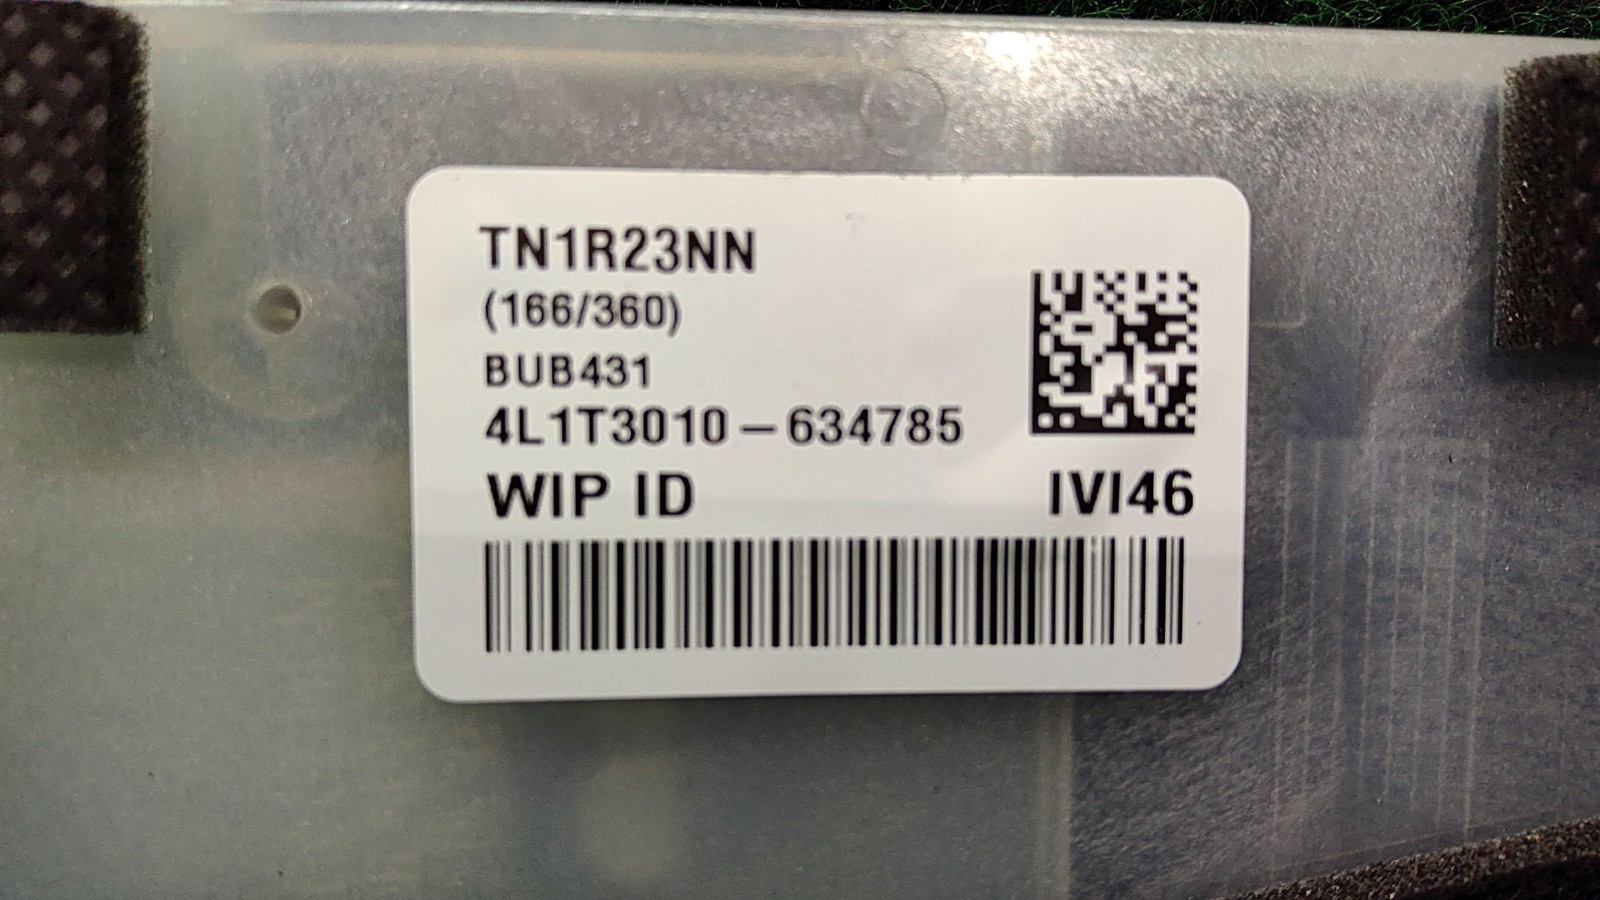 TN1R23NN
(166/360)
BUB431
4L1T3010-634785
WIP ID IVI46